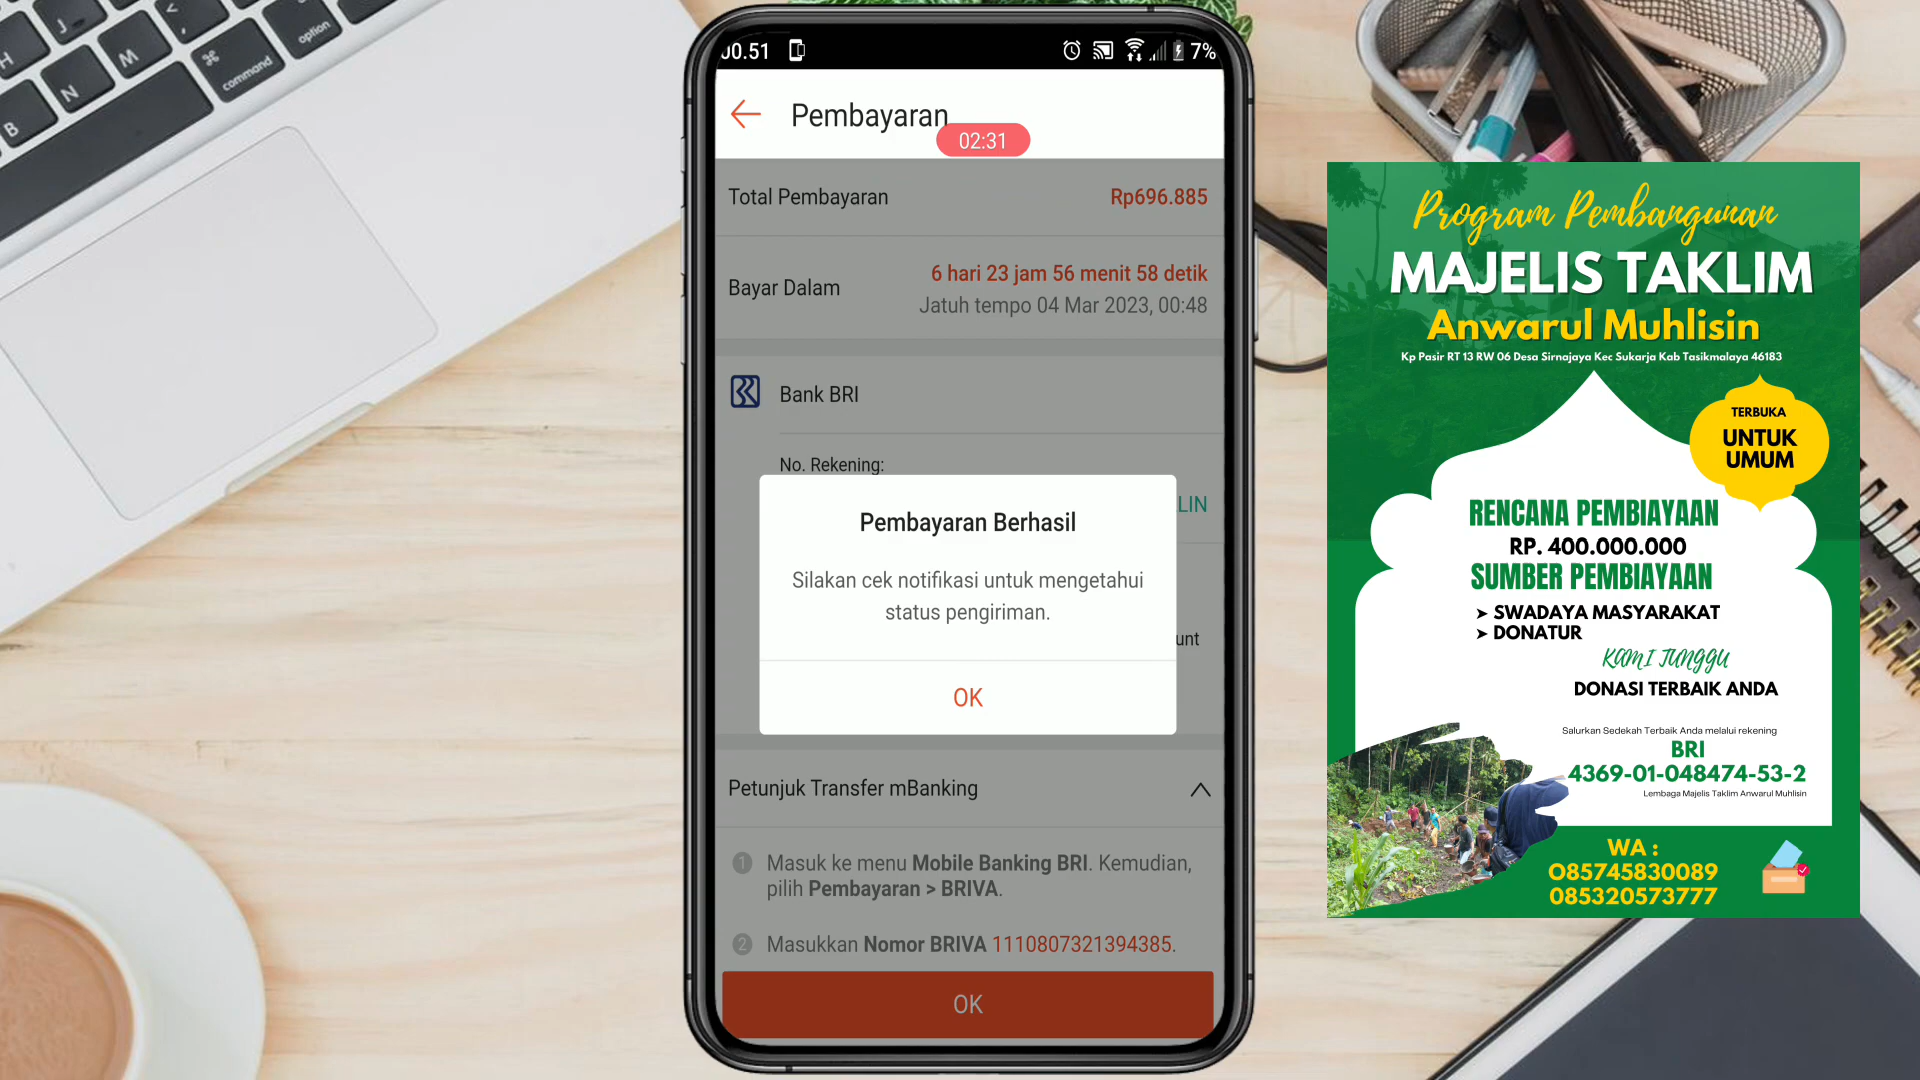 H
J
<
,
N
M
⌘
command
option
B
00.51
7%
Pembayaran
02:31
Total Pembayaran
Rp696.885
Bayar Dalam
6 hari 23 jam 56 menit 58 detik
Jatuh tempo 04 Mar 2023, 00:48
Bank BRI
No. Rekening:
LIN
Pembayaran Berhasil
Silakan cek notifikasi untuk mengetahui
status pengiriman.
unt
OK
Petunjuk Transfer mBanking
1 Masuk ke menu Mobile Banking BRI. Kemudian,
pilih Pembayaran > BRIVA.
2 Masukkan Nomor BRIVA 1110807321394385.
OK
Program Pembangunan
MAJELIS TAKLIM
Anwarul Muhlisin
Kp Pasir RT 13 RW 06 Desa Sirnajaya Kec Sukarja Kab Tasikmalaya 46183
TERBUKA
UNTUK
UMUM
RENCANA PEMBIAYAAN
RP. 400.000.000
SUMBER PEMBIAYAAN
➤ SWADAYA MASYARAKAT
➤ DONATUR
KAMI TUNGGU
DONASI TERBAIK ANDA
Salurkan Sedekah Terbaik Anda melalui rekening
BRI
4369-01-048474-53-2
Lembaga Majelis Taklim Anwarul Muhlisin
WA :
085745830089
085320573777